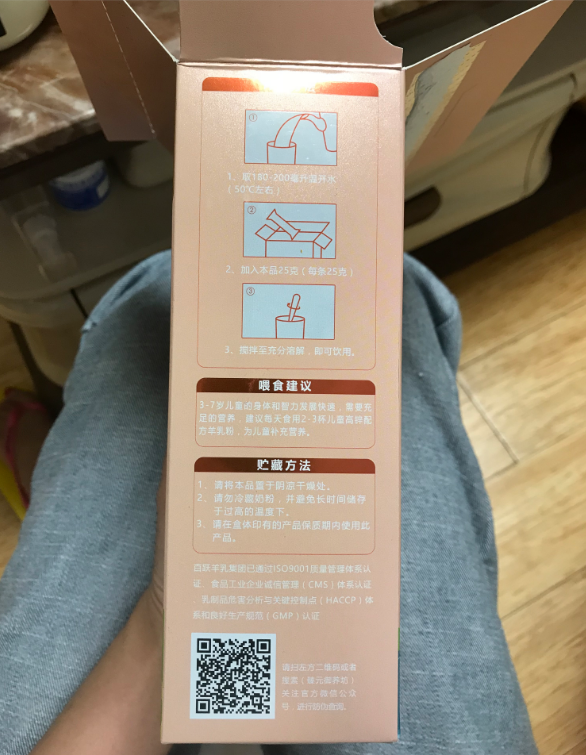 ①
1、取180-200毫升温开水
（50℃左右）
②
2、加入本品25克（每条25克）
③
3、搅拌至充分溶解，即可饮用。
喂食建议
3-7岁儿童的身体和智力发展快速，需要充
足的营养，建议每天食用2-3杯儿童高锌配
方羊乳粉，为儿童补充营养。
贮藏方法
1、请将本品置于阴凉干燥处。
2、请勿冷藏奶粉，并避免长时间储存
于过高的温度下。
3、请在盒体印有的产品保质期内使用此
产品。
羊乳集团已通过ISO9001质量管理体系认
证、食品工业企业诚信管理（CMS）体系认证
、乳制品危害分析与关键控制点（HACCP）体
系和良好生产规范（GMP）认证
请扫左方二维码或者
搜索
关注官方微信公众
号，进行防伪查询。